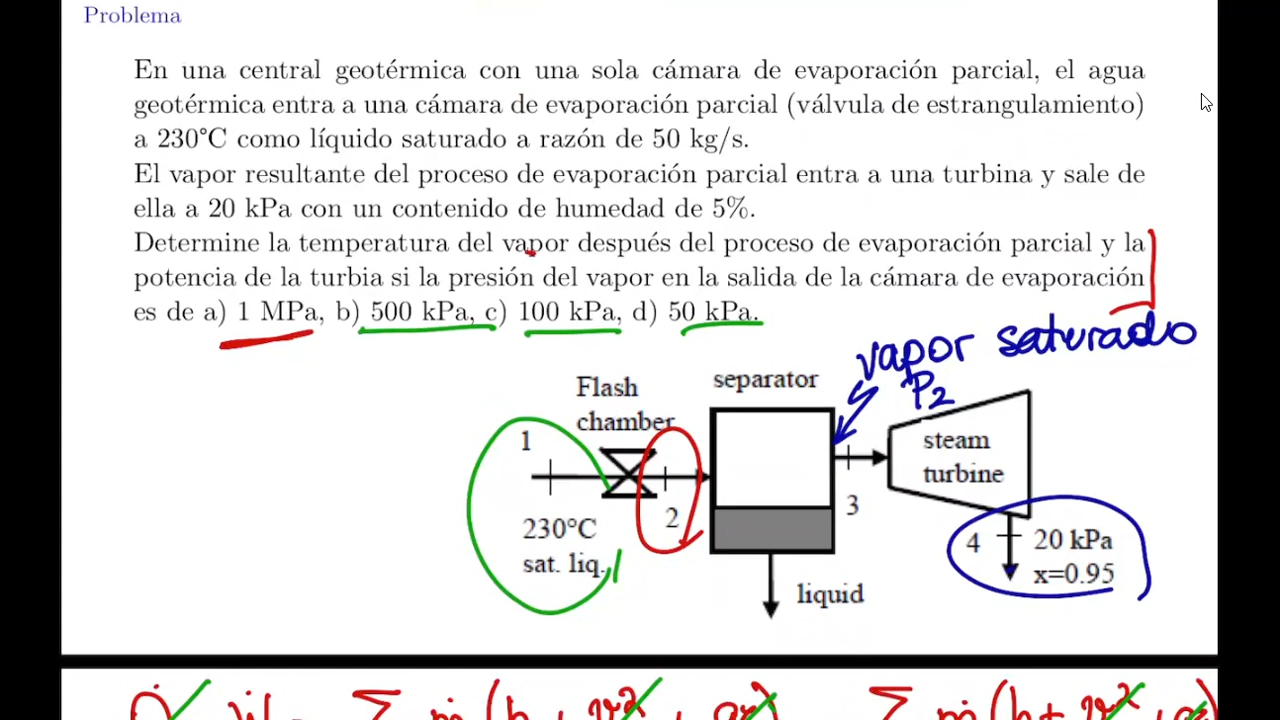 Problema
En una central geotérmica con una sola cámara de evaporación parcial, el agua
geotérmica entra a una cámara de evaporación parcial (válvula de estrangulamiento)
a 230°C como líquido saturado a razón de 50 kg/s.
El vapor resultante del proceso de evaporación parcial entra a una turbina y sale de
ella a 20 kPa con un contenido de humedad de 5%.
Determine la temperatura del vapor después del proceso de evaporación parcial y la
potencia de la turbia si la presión del vapor en la salida de la cámara de evaporación
es de a) 1 MPa, b) 500 kPa, c) 100 kPa, d) 50 kPa.
vapor saturado
P2
Flash
chamber
separator
1
steam
turbine
2
3
230°C
sat. liq.
4
20 kPa
x=0.95
liquid